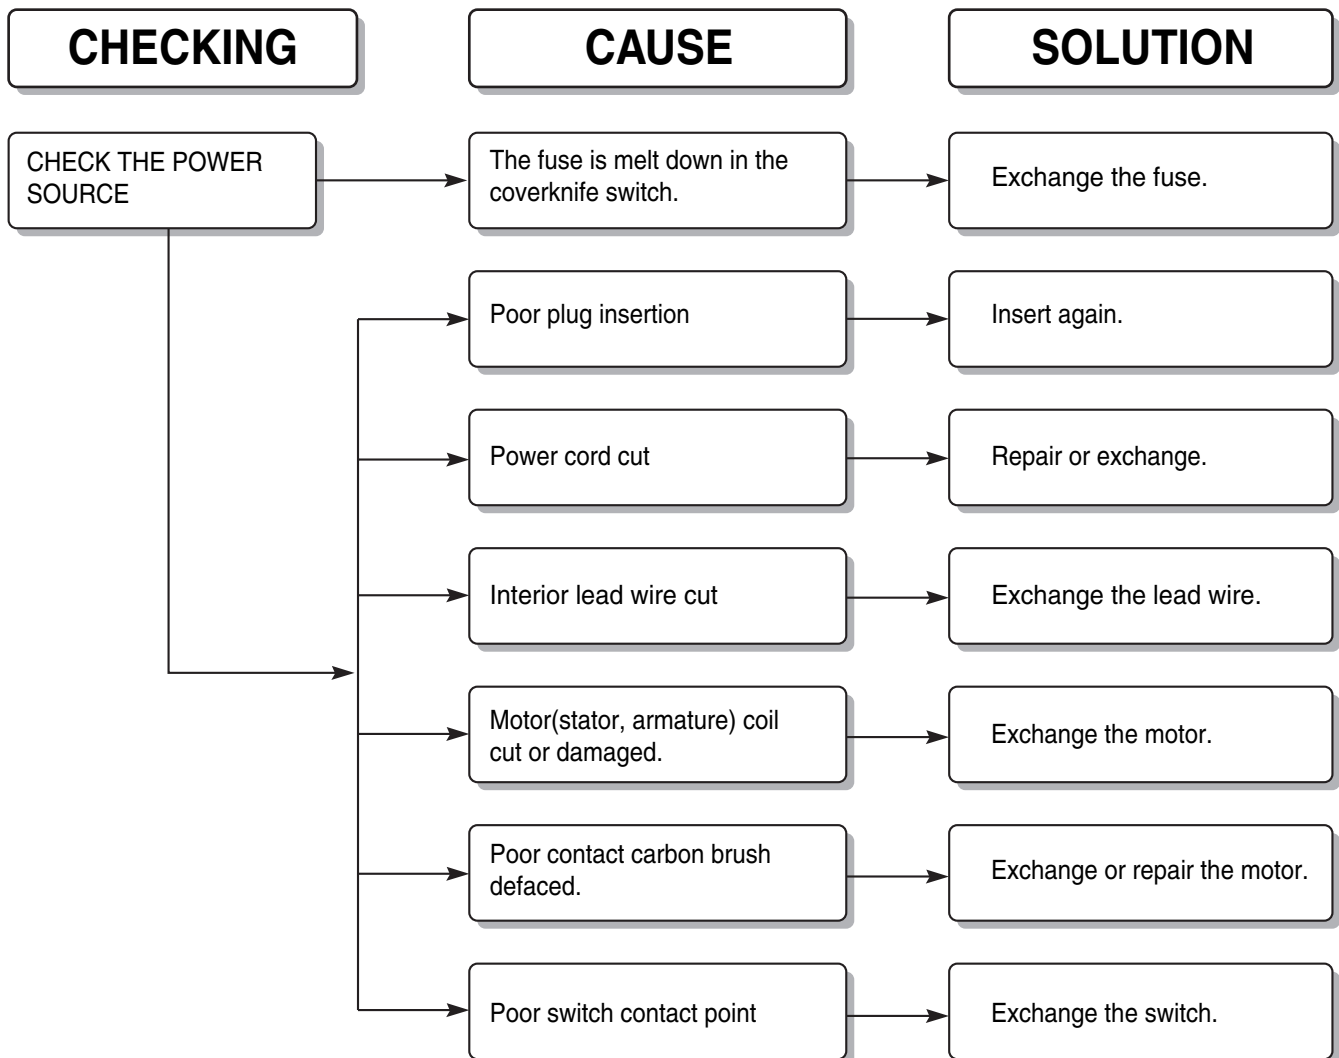 CHECKING
CAUSE
SOLUTION
CHECK THE POWER
SOURCE
The fuse is melt down in the
coverknife switch.
Exchange the fuse.
Poor plug insertion
Insert again.
Power cord cut
Repair or exchange.
Interior lead wire cut
Exchange the lead wire.
Motor(stator, armature) coil
cut or damaged.
Exchange the motor.
Poor contact carbon brush
defaced.
Exchange or repair the motor.
Poor switch contact point
Exchange the switch.